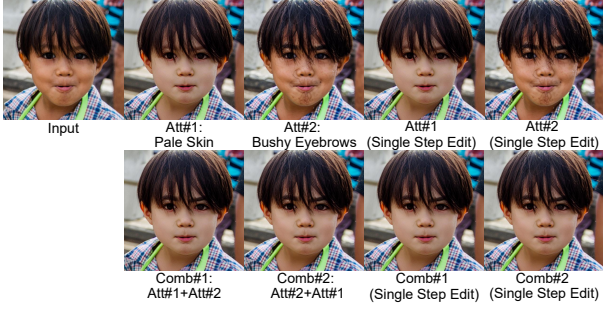 Input
Att#1:
Pale Skin
Att#2:
Bushy Eyebrows
Att#1
(Single Step Edit)
Att#2
(Single Step Edit)
Comb#1:
Att#1+Att#2
Comb#2:
Att#2+Att#1
Comb#1
(Single Step Edit)
Comb#2
(Single Step Edit)